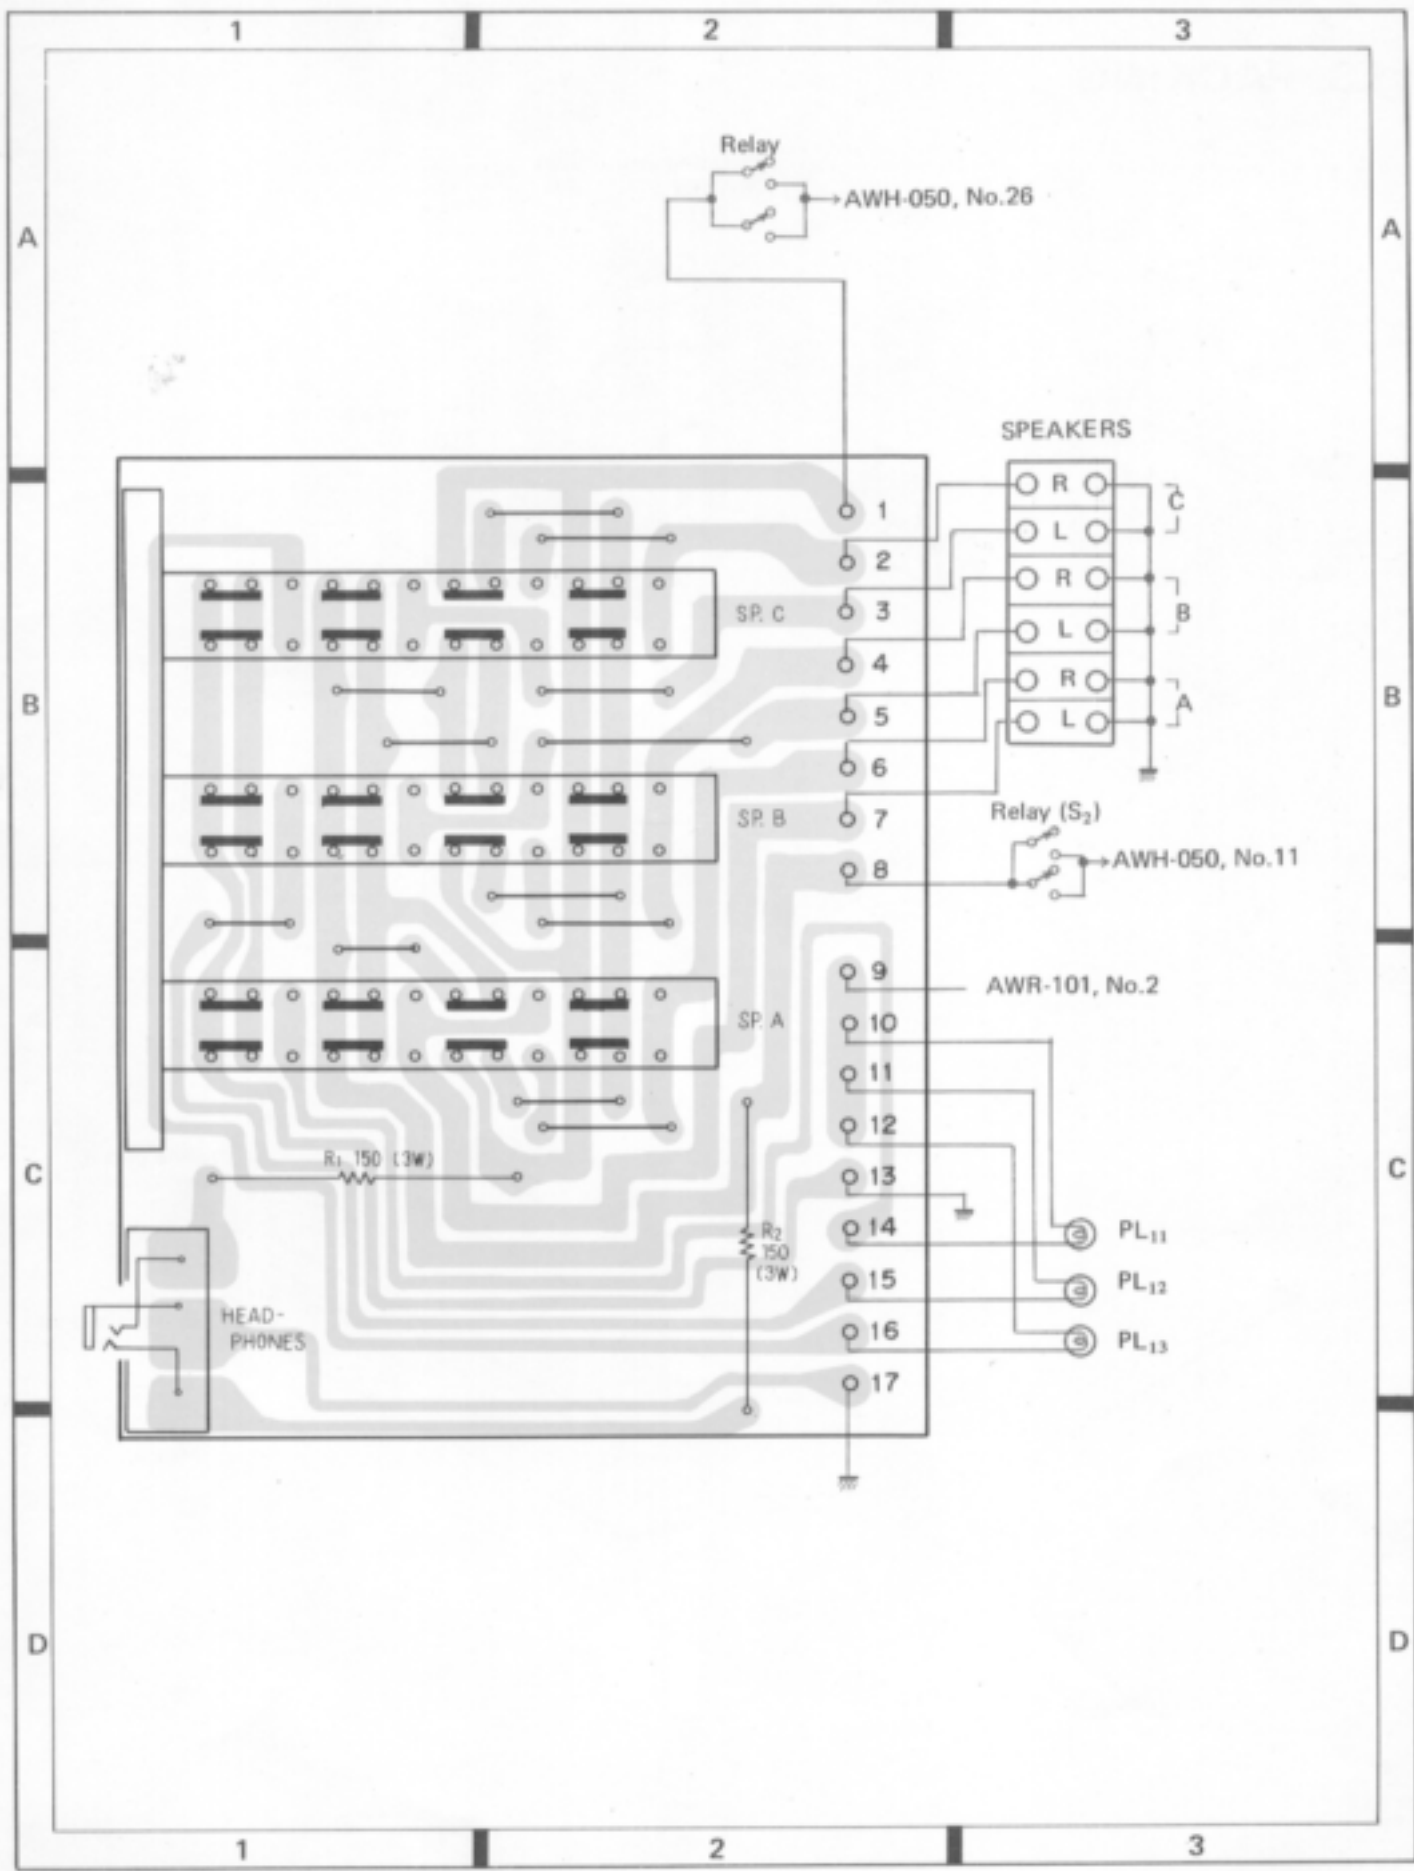 1 2 3
Relay
AWH-050, No.26
A A
SPEAKERS
R
L
C
R
L
B
R
L
A
1
2
3
4
5
6
7
8
SP. C
SP. B
B B
Relay (S₂)
AWH-050, No.11
9
AWR-101, No.2
10
11
12
13
14
15
16
17
SP. A
R₁ 150 (3W)
C C
R₂
150
(3W)
PL₁₁
PL₁₂
PL₁₃
HEAD-
PHONES
D D
1 2 3